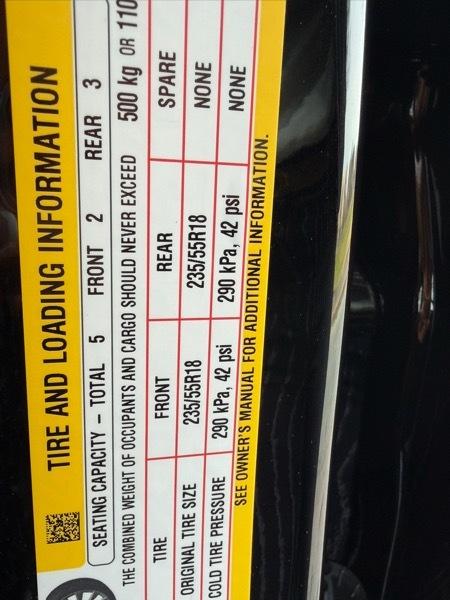 TIRE AND LOADING INFORMATION
SEATING CAPACITY – TOTAL 5 FRONT 2 REAR 3
THE COMBINED WEIGHT OF OCCUPANTS AND CARGO SHOULD NEVER EXCEED 500 kg OR 110
TIRE FRONT REAR SPARE
ORIGINAL TIRE SIZE 235/55R18 235/55R18 NONE
COLD TIRE PRESSURE 290 kPa, 42 psi 290 kPa, 42 psi NONE
SEE OWNER'S MANUAL FOR ADDITIONAL INFORMATION.